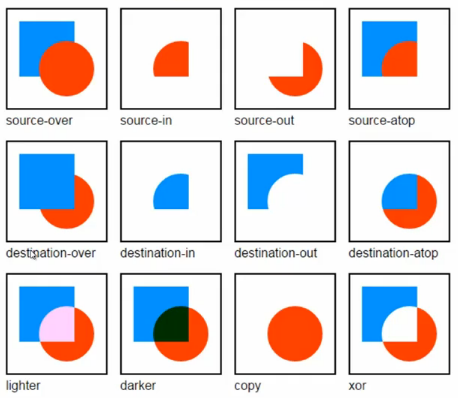 source-over source-in source-out source-atop
destination-over destination-in destination-out destination-atop
lighter darker copy xor